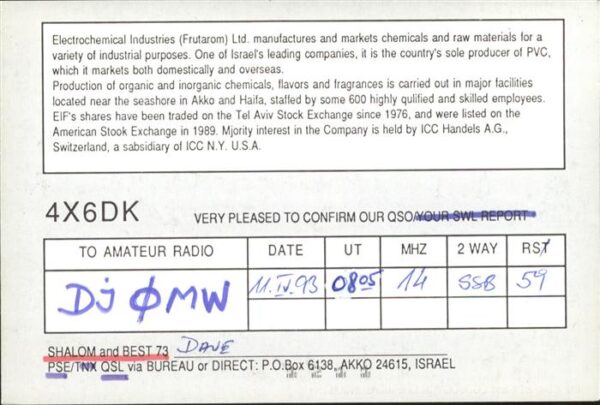 Electrochemical Industries (Frutarom) Ltd. manufactures and markets chemicals and raw materials for a
variety of industrial purposes. One of Israel's leading companies, it is the country's sole producer of PVC,
which it markets both domestically and overseas.
Production of organic and inorganic chemicals, flavors and fragrances is carried out in major facilities
located near the seashore in Akko and Haifa, staffed by some 600 highly qulified and skilled employees.
EIF's shares have been traded on the Tel Aviv Stock Exchange since 1976, and were listed on the
American Stook Exchange in 1989. Mjority interest in the Company is held by ICC Handels A.G.,
Switzerland, a sabsidiary of ICC N.Y. U.S.A.
4X6DK VERY PLEASED TO CONFIRM OUR QSO/YOUR SWL REPORT
TO AMATEUR RADIO DATE UT MHZ 2 WAY RST
DJ ØMW 11.IV.93 0805 14 SSB 59
SHALOM and BEST 73 DAVE
PSE/TNX QSL via BUREAU or DIRECT: P.O.Box 6138, AKKO 24615, ISRAEL